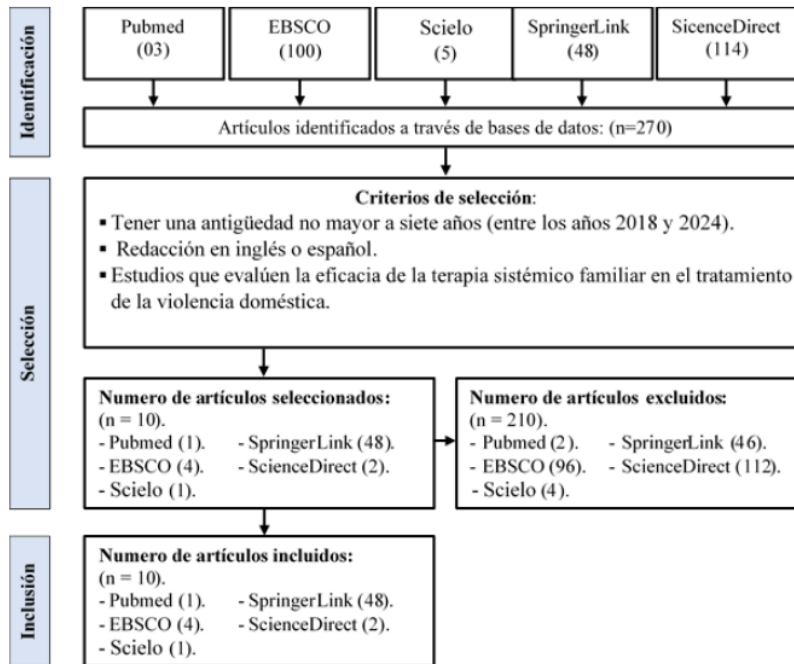 Identificación
Pubmed
(03)
EBSCO
(100)
Scielo
(5)
SpringerLink
(48)
SicenceDirect
(114)
Artículos identificados a través de bases de datos: (n=270)
Selección
Criterios de selección:
▪ Tener una antigüedad no mayor a siete años (entre los años 2018 y 2024).
▪ Redacción en inglés o español.
▪ Estudios que evalúen la eficacia de la terapia sistémico familiar en el tratamiento
de la violencia doméstica.
Numero de artículos seleccionados:
(n = 10).
- Pubmed (1). - SpringerLink (48).
- EBSCO (4). - ScienceDirect (2).
- Scielo (1).
Numero de artículos excluidos:
(n = 210).
- Pubmed (2). - SpringerLink (46).
- EBSCO (96). - ScienceDirect (112).
- Scielo (4).
Inclusión
Numero de artículos incluidos:
(n = 10).
- Pubmed (1). - SpringerLink (48).
- EBSCO (4). - ScienceDirect (2).
- Scielo (1).